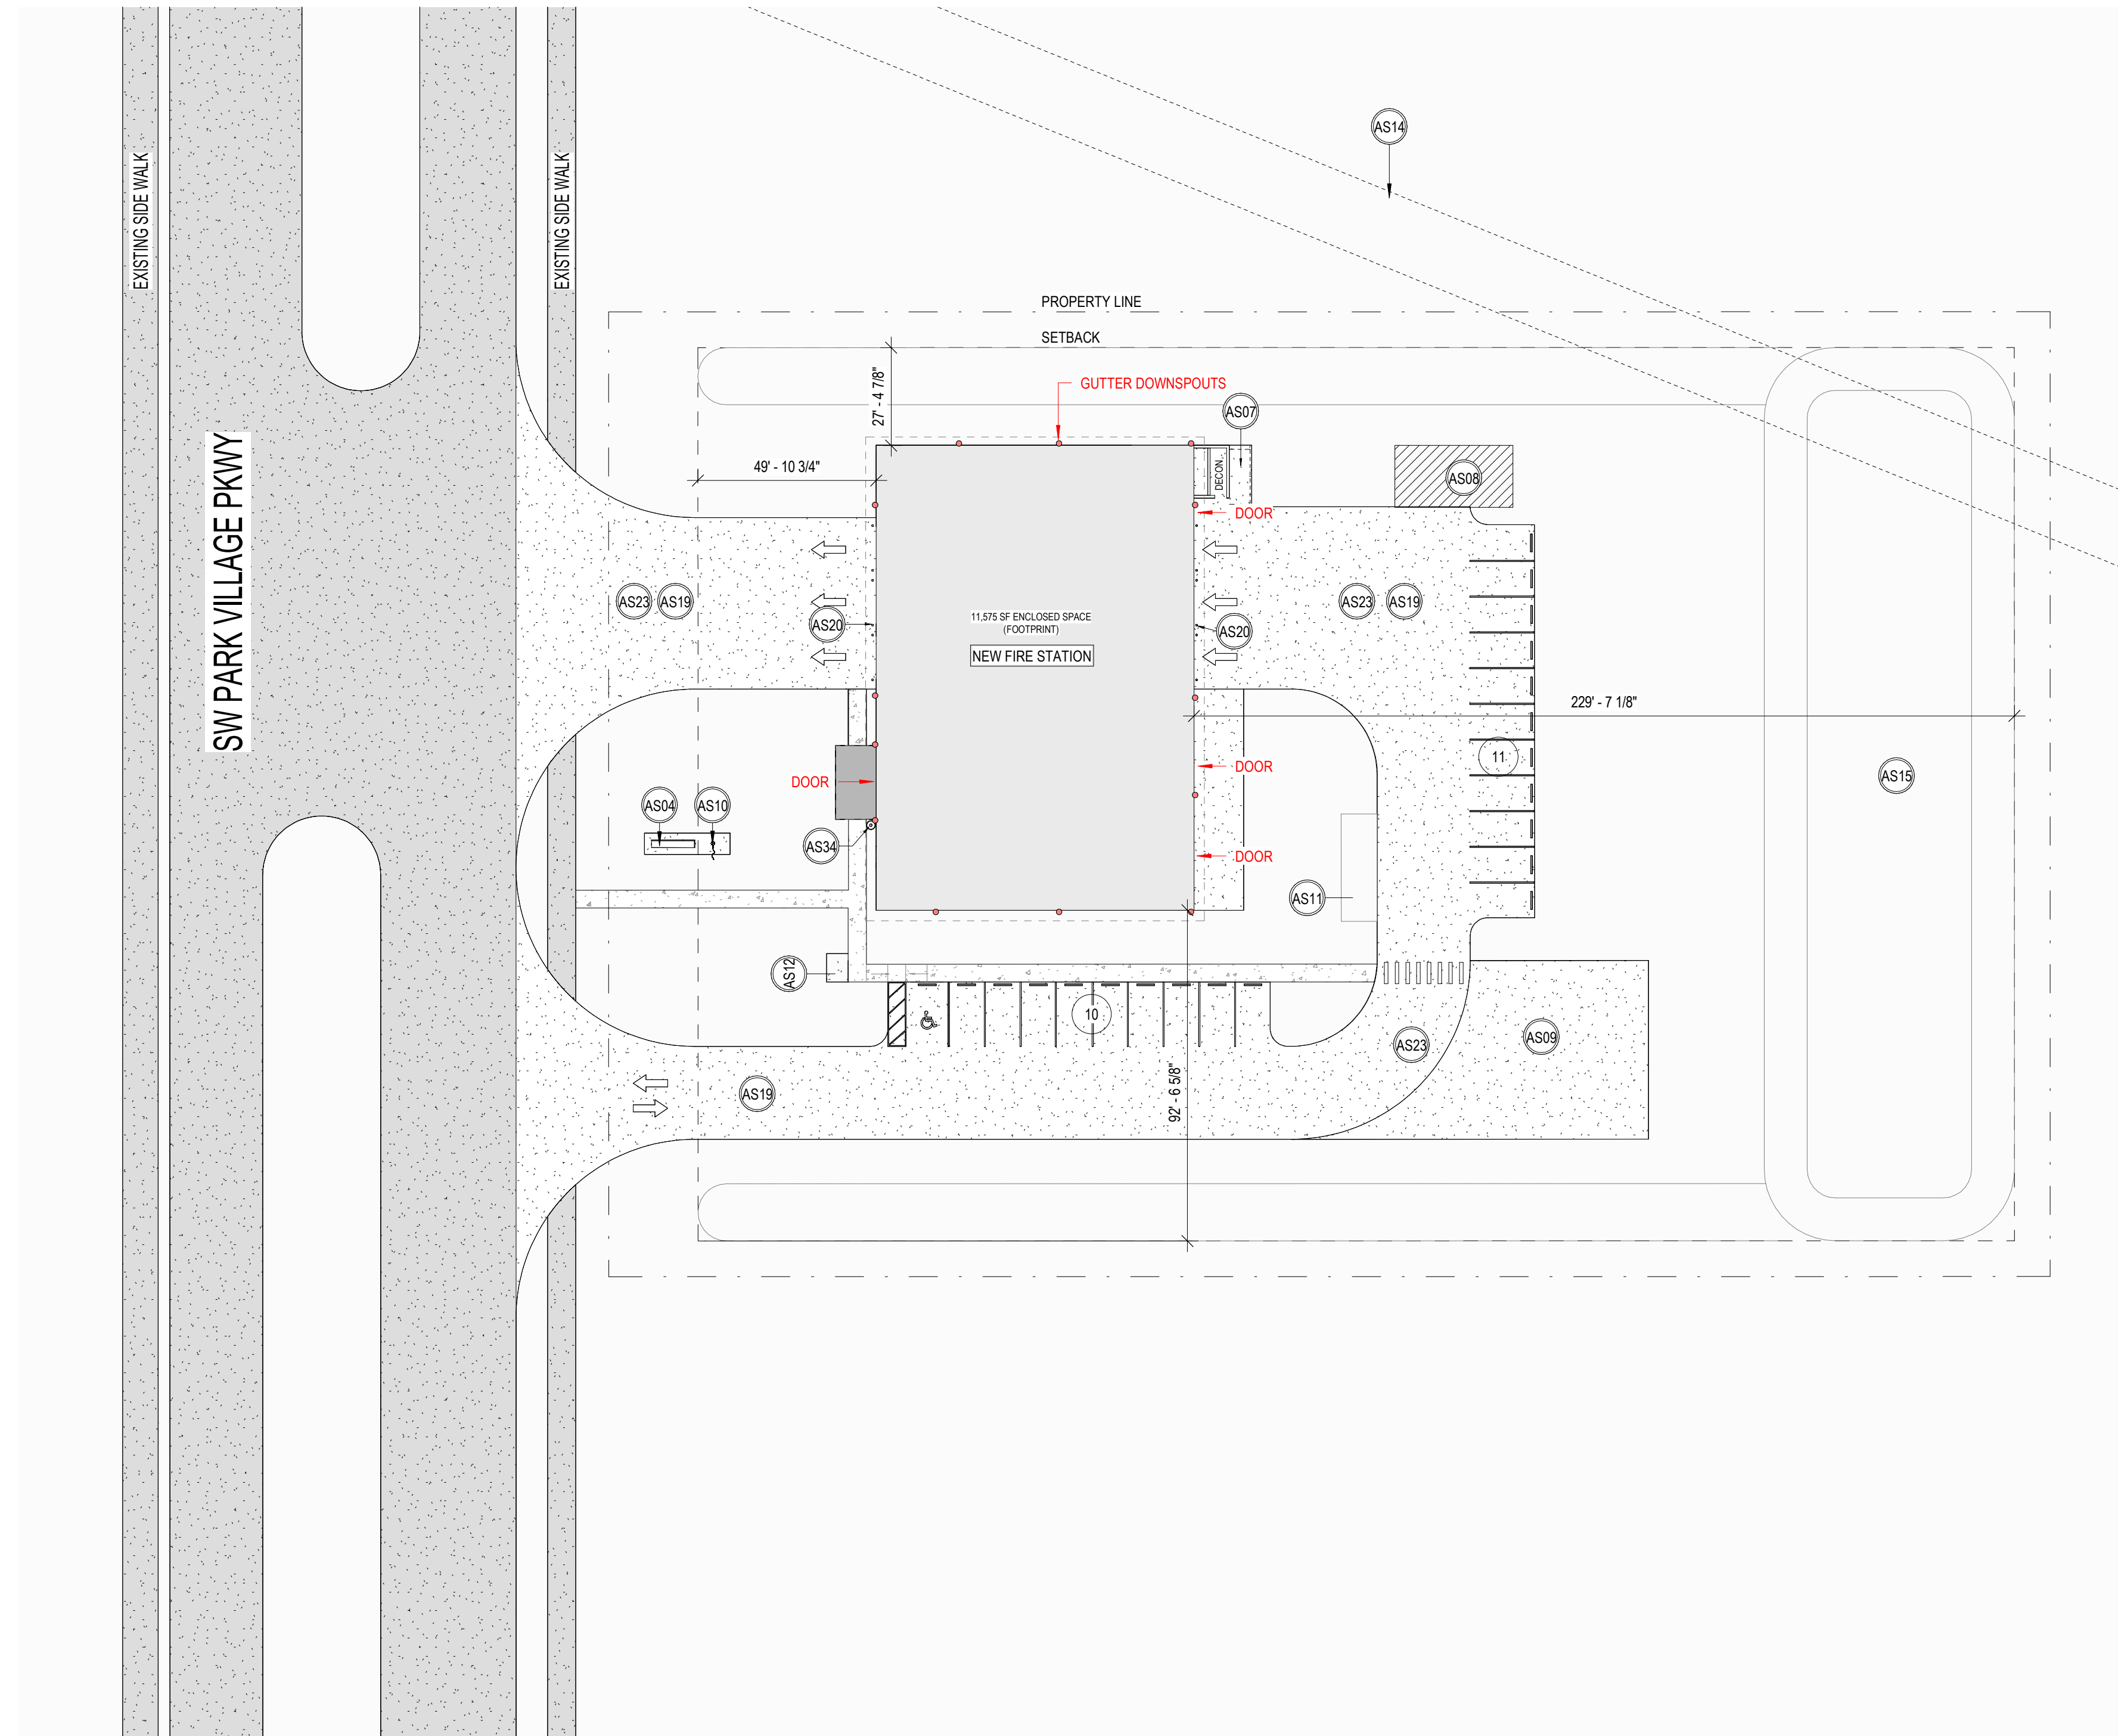 EXISTING SIDE WALK
EXISTING SIDE WALK
AS14
PROPERTY LINE
SETBACK
GUTTER DOWNSPOUTS
27' - 4 7/8"
AS07
49' - 10 3/4"
DECON.
AS08
DOOR
SW PARK VILLAGE PKWY
AS23
AS19
AS20
11,575 SF ENCLOSED SPACE
(FOOTPRINT)
NEW FIRE STATION
AS20
AS23
AS19
229' - 7 1/8"
11
DOOR
DOOR
AS15
AS04
AS10
AS34
DOOR
AS11
AS12
10
AS23
AS09
AS19
92' - 6 5/8"